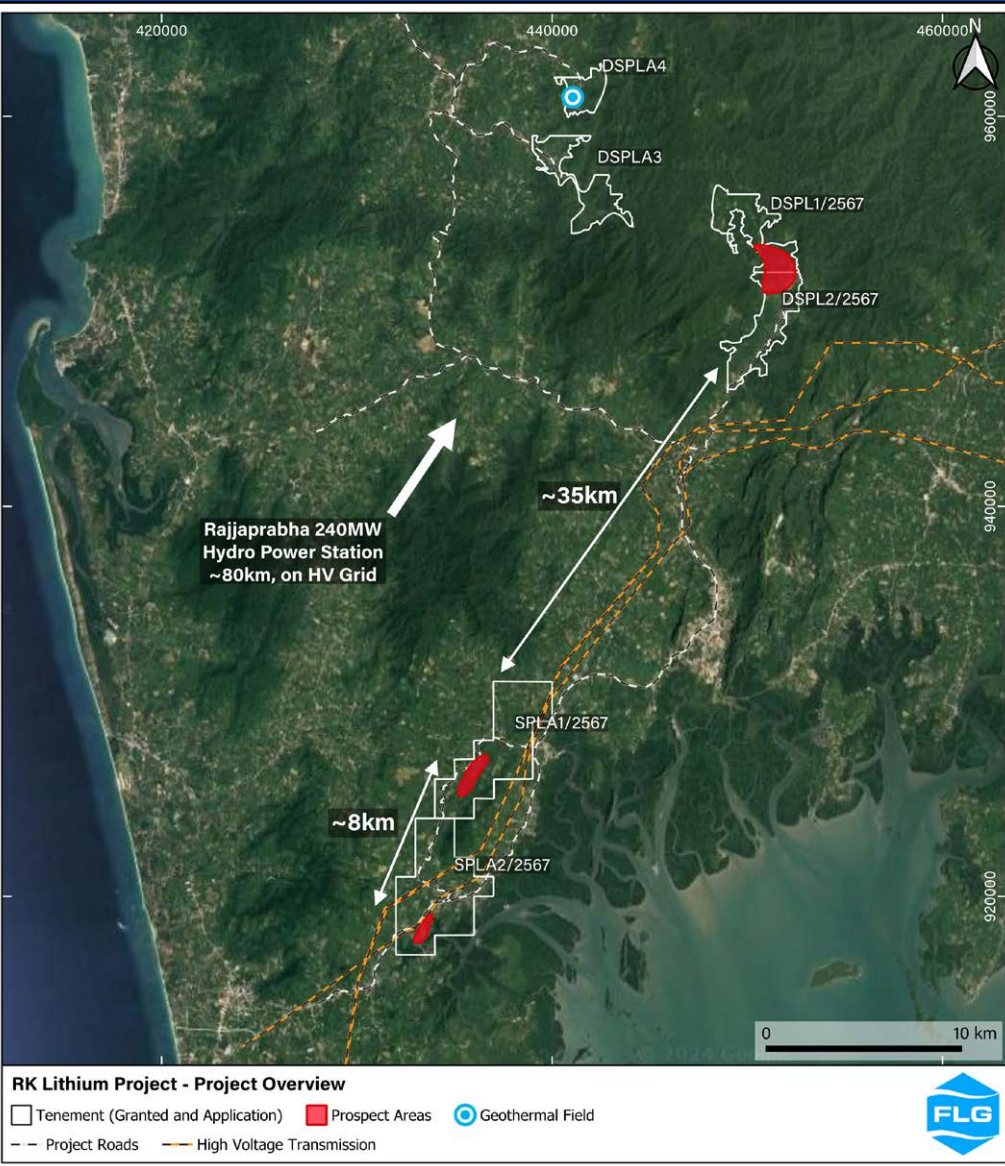 420000
440000
460000
N
DSPLA4
960000
DSPLA3
DSPL1/2567
DSPL2/2567
~35km
940000
Rajjaprabha 240MW
Hydro Power Station
~80km, on HV Grid
SPLA1/2567
~8km
SPLA2/2567
920000
0 10 km
RK Lithium Project - Project Overview
Tenement (Granted and Application) Prospect Areas Geothermal Field
Project Roads High Voltage Transmission
FLG